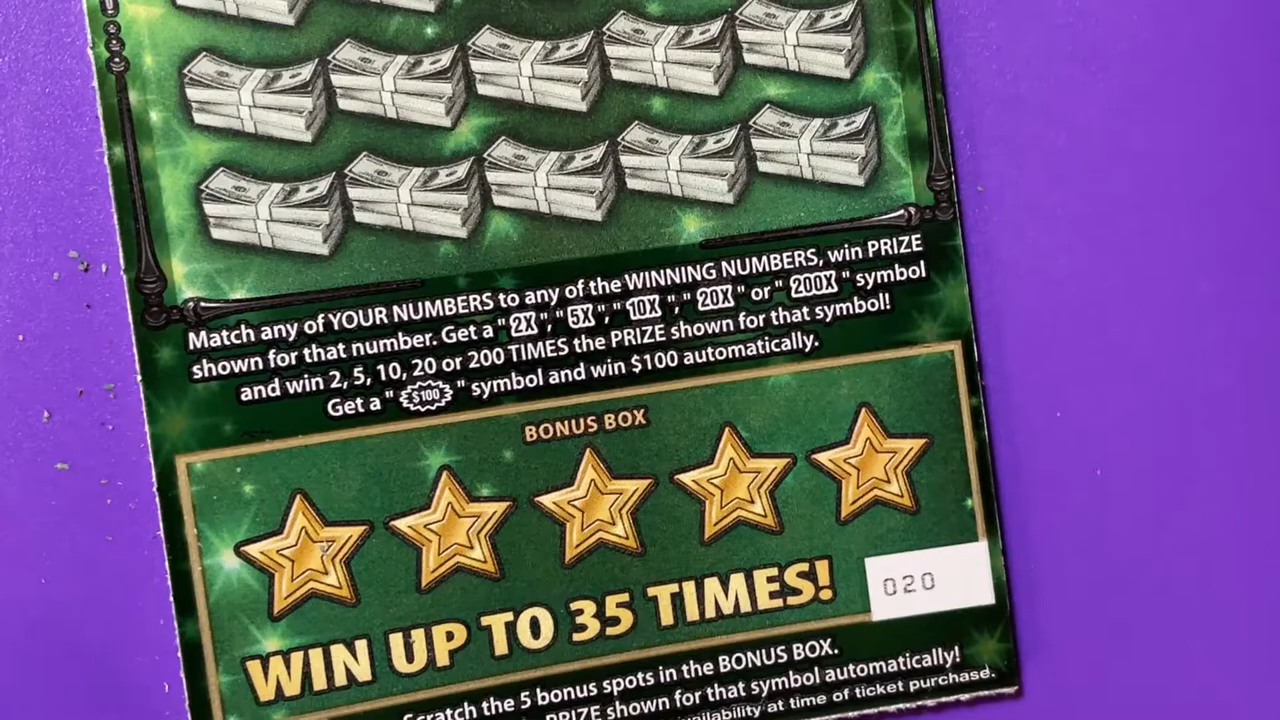 Match any of YOUR NUMBERS to any of the WINNING NUMBERS, win PRIZE
shown for that number. Get a "2X", "5X", "10X", "20X" or "200X" symbol
and win 2, 5, 10, 20 or 200 TIMES the PRIZE shown for that symbol!
Get a "$100" symbol and win $100 automatically.
BONUS BOX
WIN UP TO 35 TIMES!
020
Scratch the 5 bonus spots in the BONUS BOX.
PRIZE shown for that symbol automatically!
availability at time of ticket purchase.